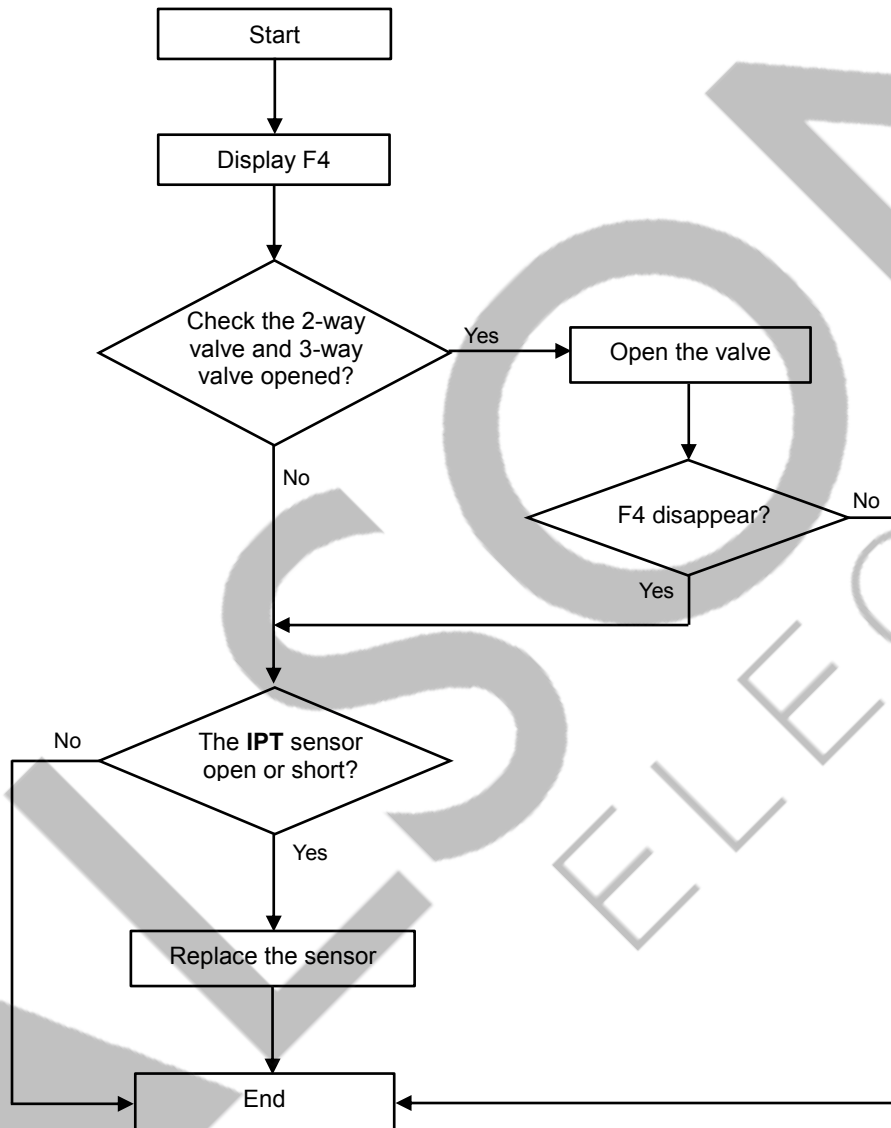 Start
Display F4
Check the 2-way
valve and 3-way
valve opened?
Yes
Open the valve
No
F4 disappear?
No
Yes
No
The IPT sensor
open or short?
Yes
Replace the sensor
End